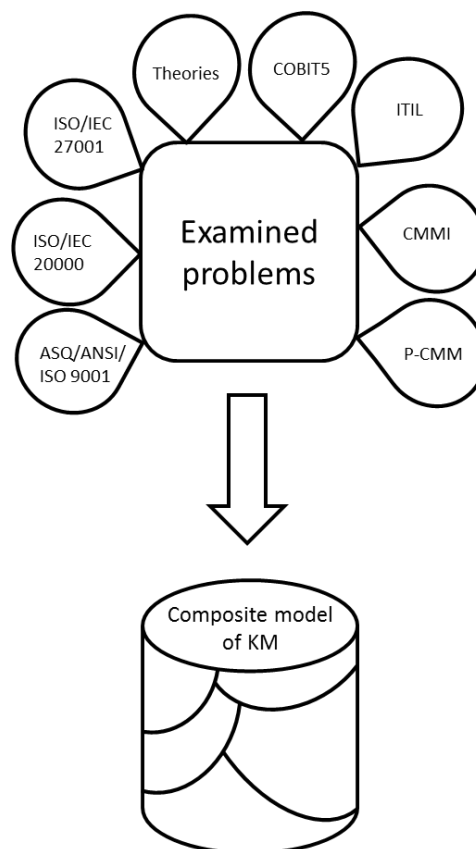 Theories
COBIT5
ISO/IEC
27001
ITIL
ISO/IEC
20000
Examined
problems
CMMI
ASQ/ANSI/
ISO 9001
P-CMM
Composite model
of KM